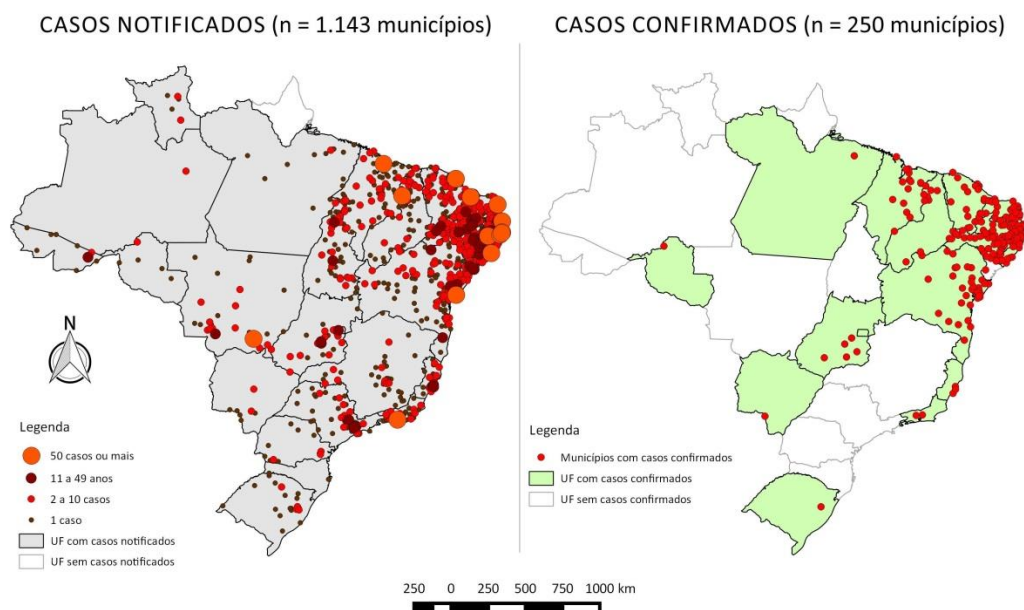 CASOS NOTIFICADOS (n = 1.143 municípios)
N
Legenda
50 casos ou mais
11 a 49 anos
2 a 10 casos
1 caso
UF com casos notificados
UF sem casos notificados
CASOS CONFIRMADOS (n = 250 municípios)
Legenda
Municípios com casos confirmados
UF com casos confirmados
UF sem casos confirmados
250 0 250 500 750 1000 km